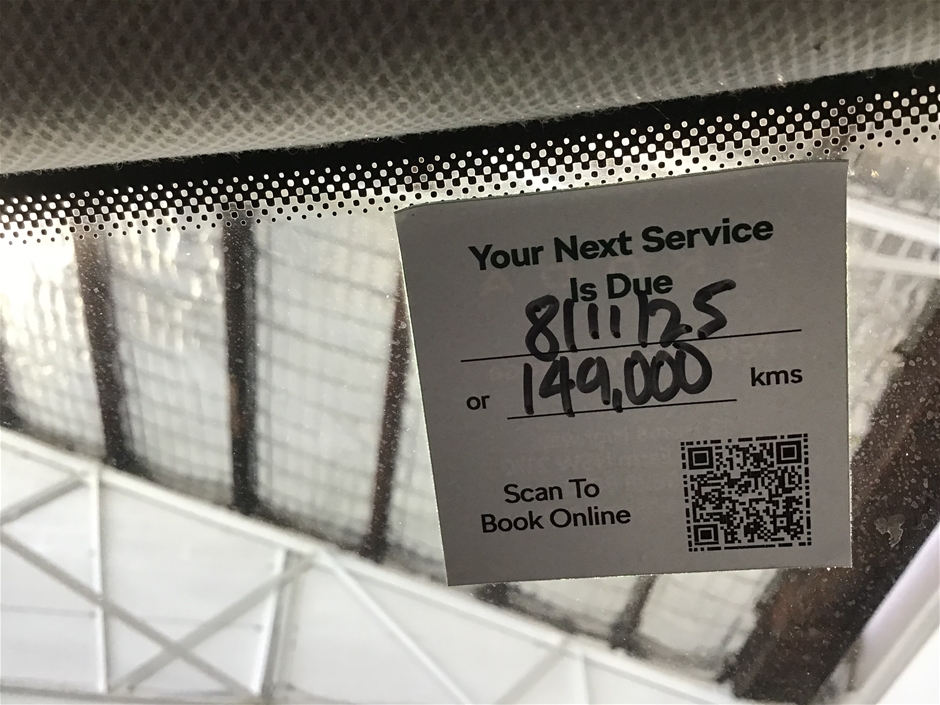 Your Next Service
Is Due
8/11/25
or 149,000 kms
Scan To
Book Online